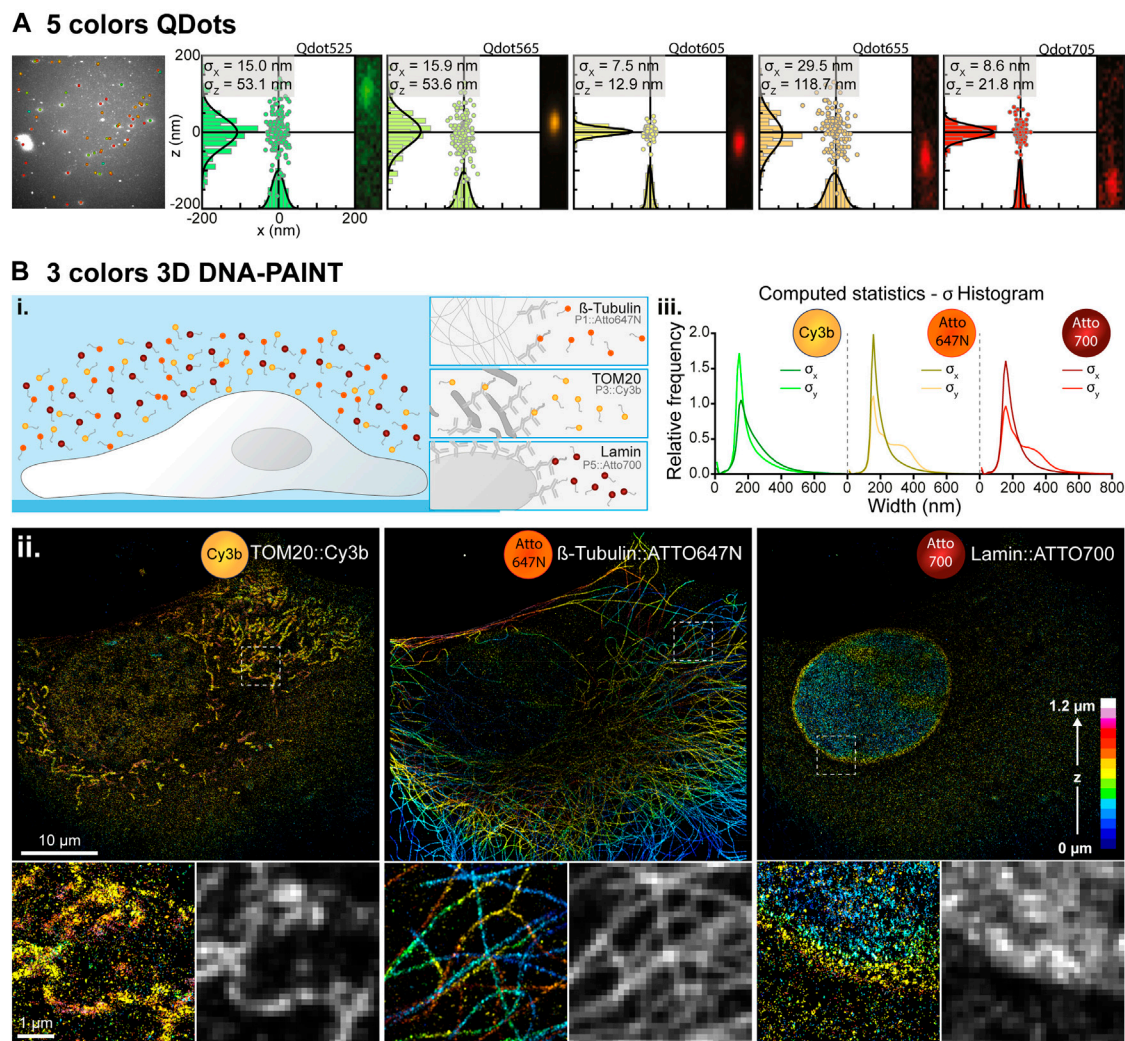 A 5 colors QDots
Qdot525
Qdot565
Qdot605
Qdot655
Qdot705
σx = 15.0 nm
σz = 53.1 nm
σx = 15.9 nm
σz = 53.6 nm
σx = 7.5 nm
σz = 12.9 nm
σx = 29.5 nm
σz = 118.7 nm
σx = 8.6 nm
σz = 21.8 nm
200
0
-200
z (nm)
-200 0 200
x (nm)
B 3 colors 3D DNA-PAINT
i.
ß-Tubulin
P1::Atto647N
TOM20
P3::Cy3b
Lamin
P5::Atto700
iii.
Computed statistics - σ Histogram
Cy3b
Atto
647N
Atto
700
σx
σy
σx
σy
σx
σy
Relative frequency
2.0
1.5
1.0
0.5
0
200 400 600 0 200 400 600 0 200 400 600 800
Width (nm)
ii.
Cy3b
TOM20::Cy3b
Atto
647N
ß-Tubulin::ATTO647N
Atto
700
Lamin::ATTO700
1.2 µm
z
0 µm
10 µm
1 µm